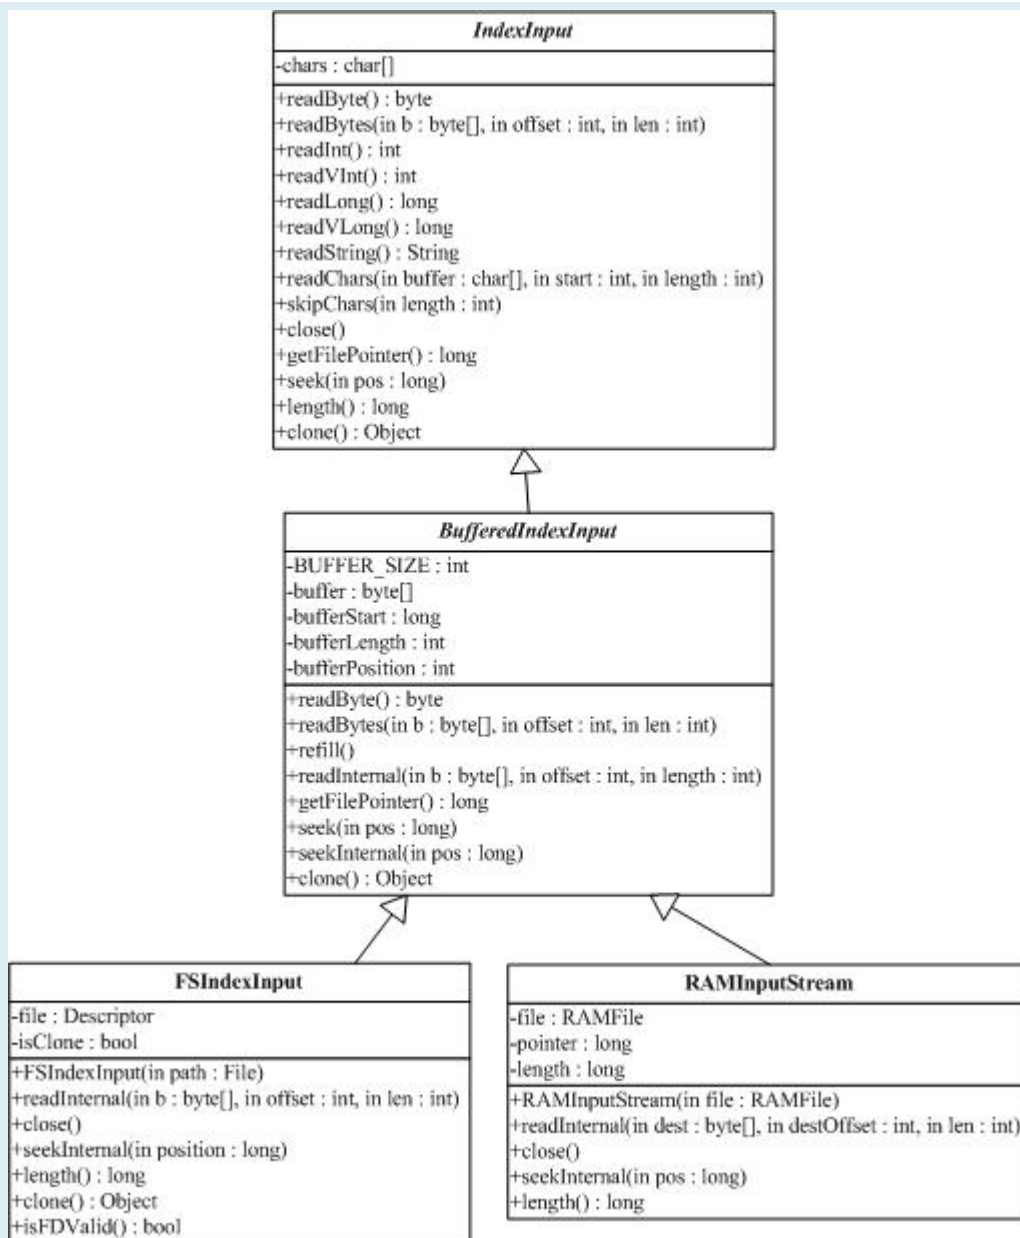 IndexInput
-chars : char[]
+readByte() : byte
+readBytes(in b : byte[], in offset : int, in len : int)
+readInt() : int
+readVInt() : int
+readLong() : long
+readVLong() : long
+readString() : String
+readChars(in buffer : char[], in start : int, in length : int)
+skipChars(in length : int)
+close()
+getFilePointer() : long
+seek(in pos : long)
+length() : long
+clone() : Object
BufferedIndexInput
-BUFFER_SIZE : int
-buffer : byte[]
-bufferStart : long
-bufferLength : int
-bufferPosition : int
+readByte() : byte
+readBytes(in b : byte[], in offset : int, in len : int)
+refill()
+readInternal(in b : byte[], in offset : int, in length : int)
+getFilePointer() : long
+seek(in pos : long)
+seekInternal(in pos : long)
+clone() : Object
FSIndexInput
-file : Descriptor
-isClone : bool
+FSIndexInput(in path : File)
+readInternal(in b : byte[], in offset : int, in len : int)
+close()
+seekInternal(in position : long)
+length() : long
+clone() : Object
+isFDValid() : bool
RAMInputStream
-file : RAMFile
-pointer : long
-length : long
+RAMInputStream(in file : RAMFile)
+readInternal(in dest : byte[], in destOffset : int, in len : int)
+close()
+seekInternal(in pos : long)
+length() : long